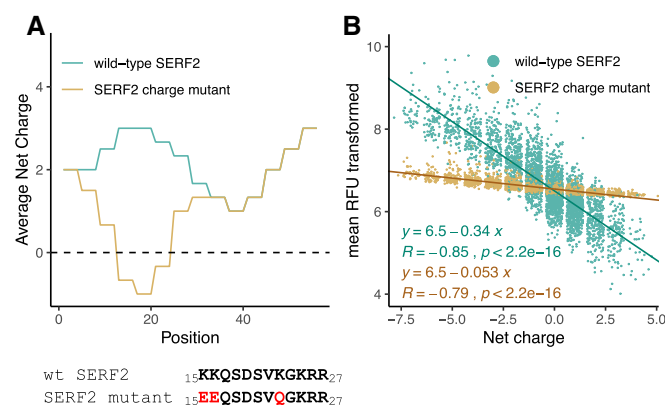 A
wild−type SERF2
SERF2 charge mutant
Average Net Charge
4
2
0
0
20
40
Position
wt SERF2 15KKQSDSVKGKRR27
SERF2 mutant 15EEQSDSVQGKRR27
B
wild−type SERF2
SERF2 charge mutant
mean RFU transformed
10
8
6
4
y = 6.5−0.34 x
R = −0.85 , p < 2.2e−16
y = 6.5−0.053 x
R = −0.79 , p < 2.2e−16
−7.5 −5.0 −2.5 0.0 2.5 5.0
Net charge